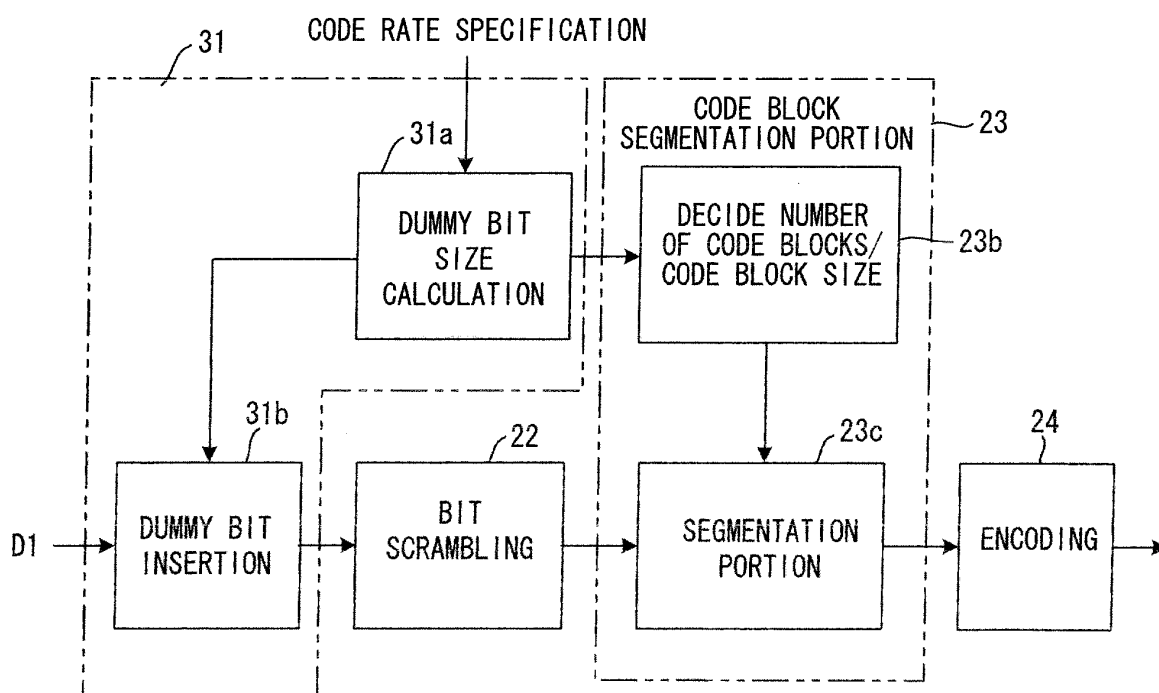 CODE RATE SPECIFICATION
31
CODE BLOCK
SEGMENTATION PORTION
23
31a
DUMMY BIT
SIZE
CALCULATION
DECIDE NUMBER
OF CODE BLOCKS/
CODE BLOCK SIZE
23b
31b
22
23c
24
D1
DUMMY BIT
INSERTION
BIT
SCRAMBLING
SEGMENTATION
PORTION
ENCODING